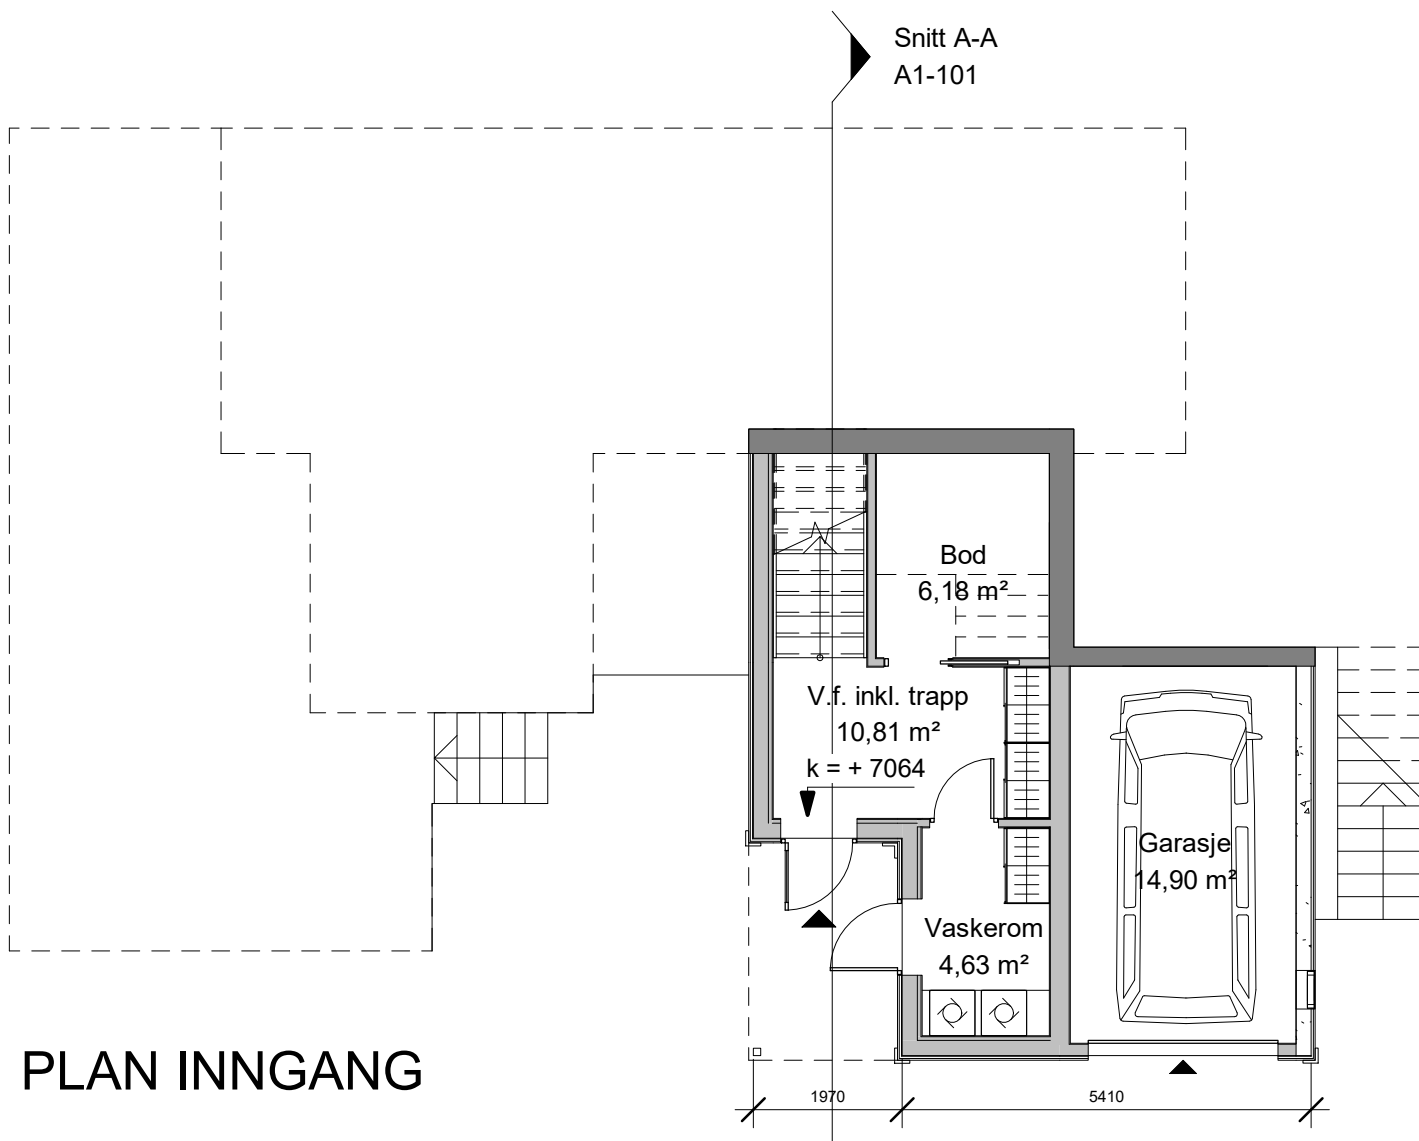 Snitt A-A
A1-101
Bod
6,18 m²
V.f. inkl. trapp
10,81 m²
k = + 7064
Garasje
14,90 m²
Vaskerom
4,63 m²
PLAN INNGANG
1970
5410